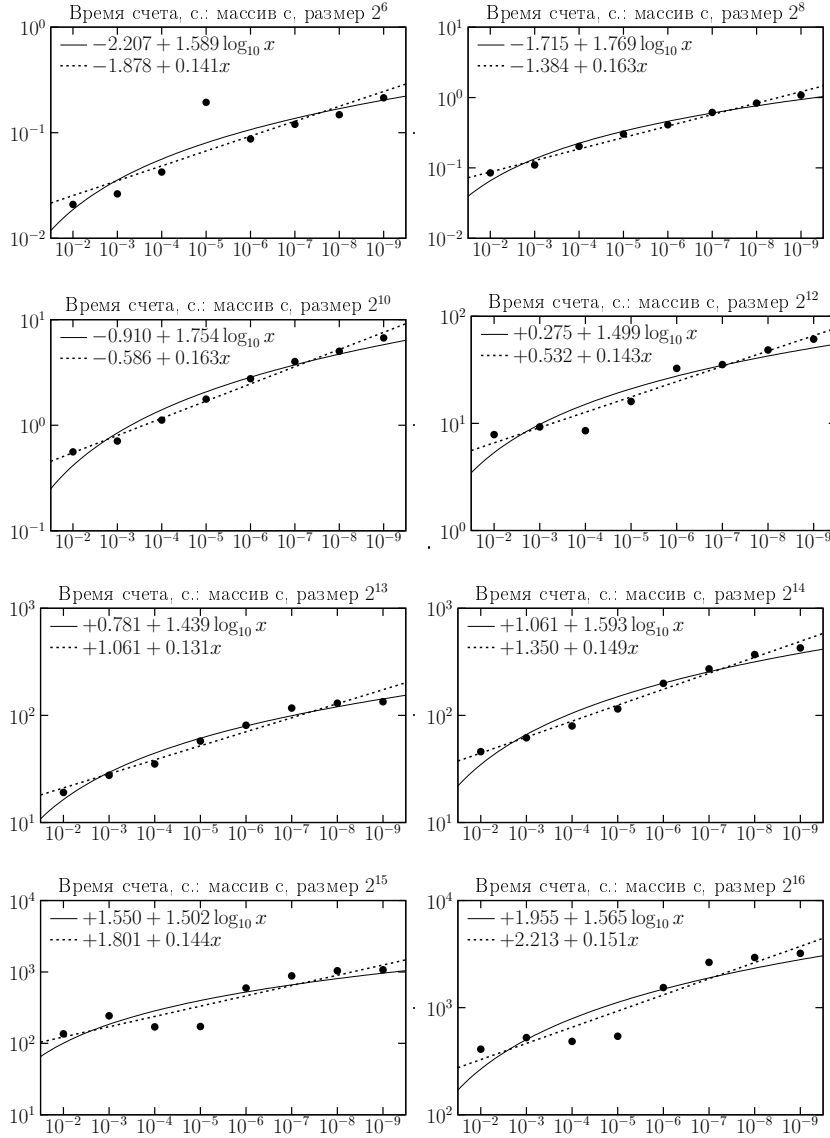 Время счета, с.: массив c, размер 2^6
10^0
10^−1
10^−2
−2.207 + 1.589 log_10 x
−1.878 + 0.141x
10^−2 10^−3 10^−4 10^−5 10^−6 10^−7 10^−8 10^−9
Время счета, с.: массив c, размер 2^8
10^1
10^0
10^−1
10^−2
−1.715 + 1.769 log_10 x
−1.384 + 0.163x
10^−2 10^−3 10^−4 10^−5 10^−6 10^−7 10^−8 10^−9
Время счета, с.: массив c, размер 2^10
10^1
10^0
10^−1
−0.910 + 1.754 log_10 x
−0.586 + 0.163x
10^−2 10^−3 10^−4 10^−5 10^−6 10^−7 10^−8 10^−9
Время счета, с.: массив c, размер 2^12
10^2
10^1
10^0
+0.275 + 1.499 log_10 x
+0.532 + 0.143x
10^−2 10^−3 10^−4 10^−5 10^−6 10^−7 10^−8 10^−9
Время счета, с.: массив c, размер 2^13
10^3
10^2
10^1
+0.781 + 1.439 log_10 x
+1.061 + 0.131x
10^−2 10^−3 10^−4 10^−5 10^−6 10^−7 10^−8 10^−9
Время счета, с.: массив c, размер 2^14
10^3
10^2
10^1
+1.061 + 1.593 log_10 x
+1.350 + 0.149x
10^−2 10^−3 10^−4 10^−5 10^−6 10^−7 10^−8 10^−9
Время счета, с.: массив c, размер 2^15
10^4
10^3
10^2
10^1
+1.550 + 1.502 log_10 x
+1.801 + 0.144x
10^−2 10^−3 10^−4 10^−5 10^−6 10^−7 10^−8 10^−9
Время счета, с.: массив c, размер 2^16
10^4
10^3
10^2
+1.955 + 1.565 log_10 x
+2.213 + 0.151x
10^−2 10^−3 10^−4 10^−5 10^−6 10^−7 10^−8 10^−9